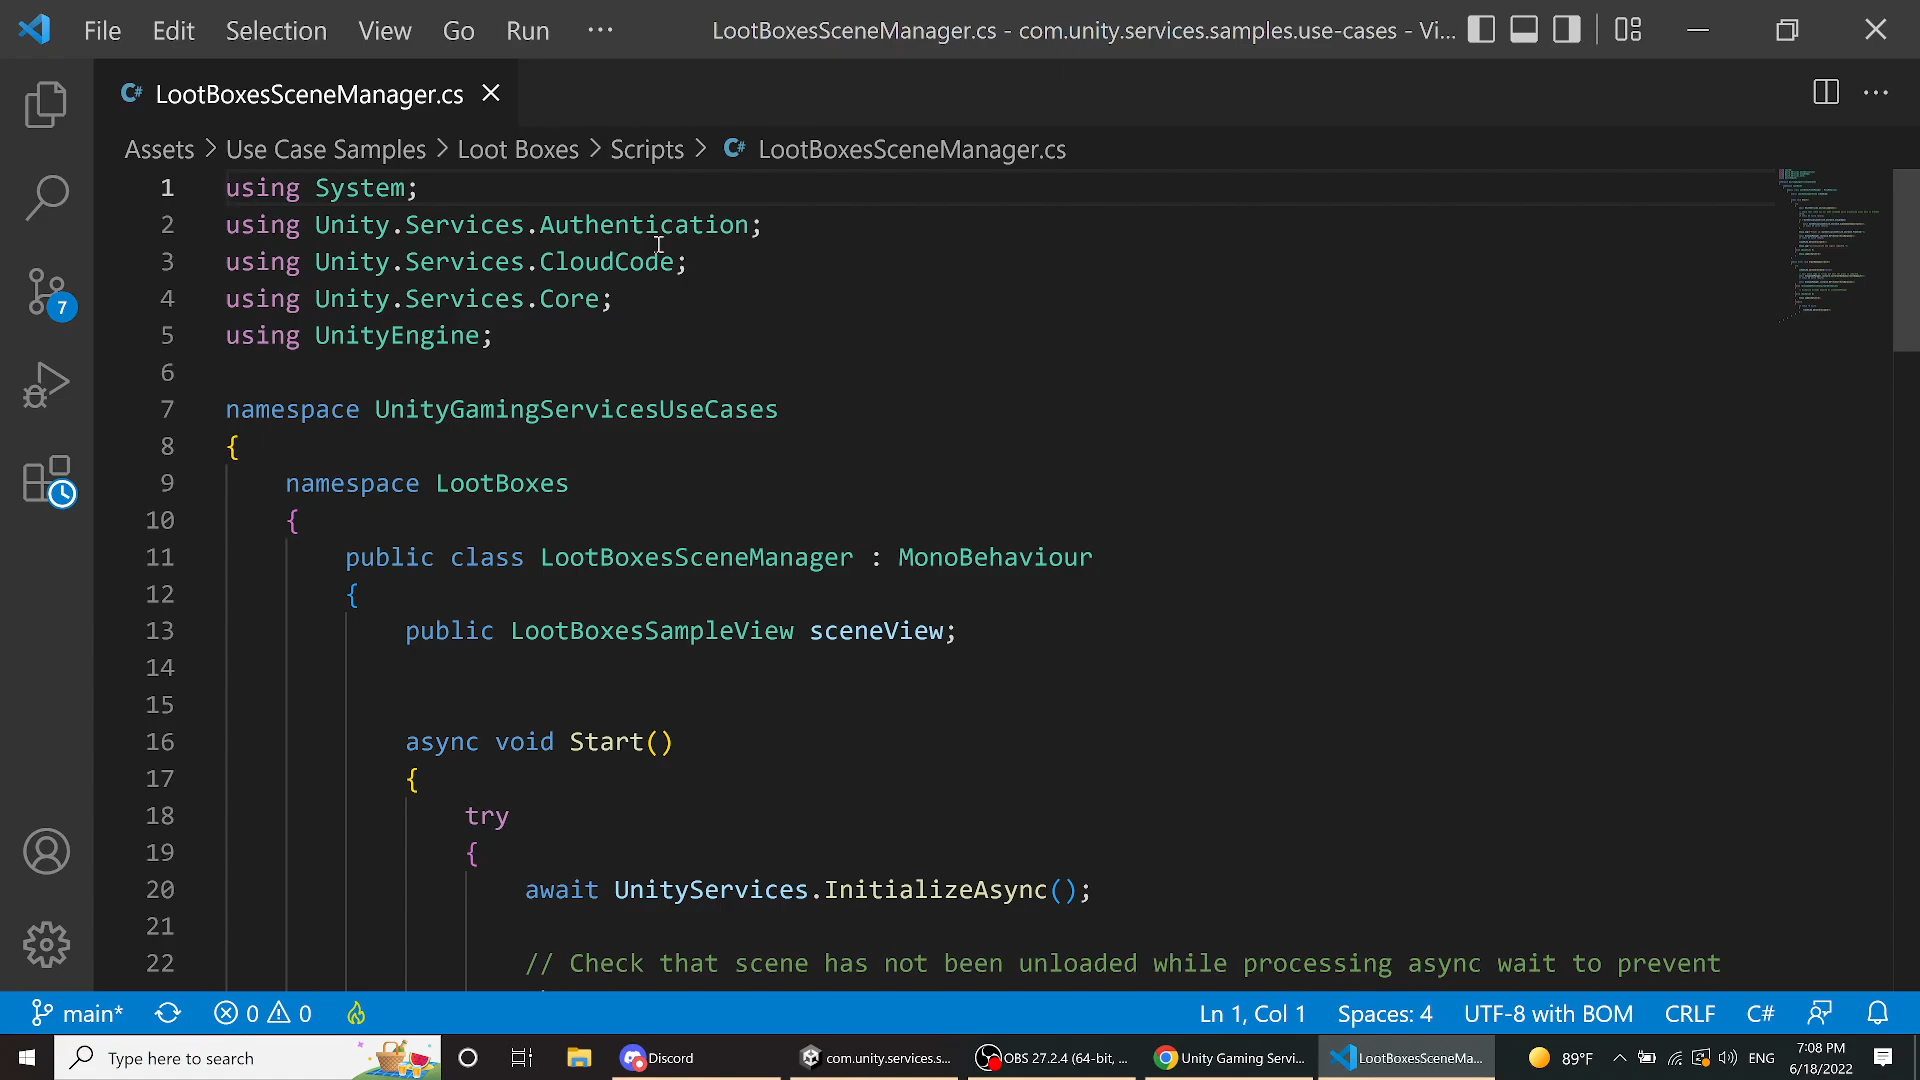 File Edit Selection View Go Run ··· LootBoxesSceneManager.cs - com.unity.services.samples.use-cases - Vi...
C# LootBoxesSceneManager.cs
Assets > Use Case Samples > Loot Boxes > Scripts > C# LootBoxesSceneManager.cs
1 using System;
2 using Unity.Services.Authentication;
3 using Unity.Services.CloudCode;
4 using Unity.Services.Core;
5 using UnityEngine;
6
7 namespace UnityGamingServicesUseCases
8 {
9 namespace LootBoxes
10 {
11 public class LootBoxesSceneManager : MonoBehaviour
12 {
13 public LootBoxesSampleView sceneView;
14
15
16 async void Start()
17 {
18 try
19 {
20 await UnityServices.InitializeAsync();
21
22 // Check that scene has not been unloaded while processing async wait to prevent
7
main* 0 0 Ln 1, Col 1 Spaces: 4 UTF-8 with BOM CRLF C#
Type here to search Discord com.unity.services.s... OBS 27.2.4 (64-bit, ... Unity Gaming Servi... LootBoxesSceneMa... 89°F ENG 7:08 PM
6/18/2022